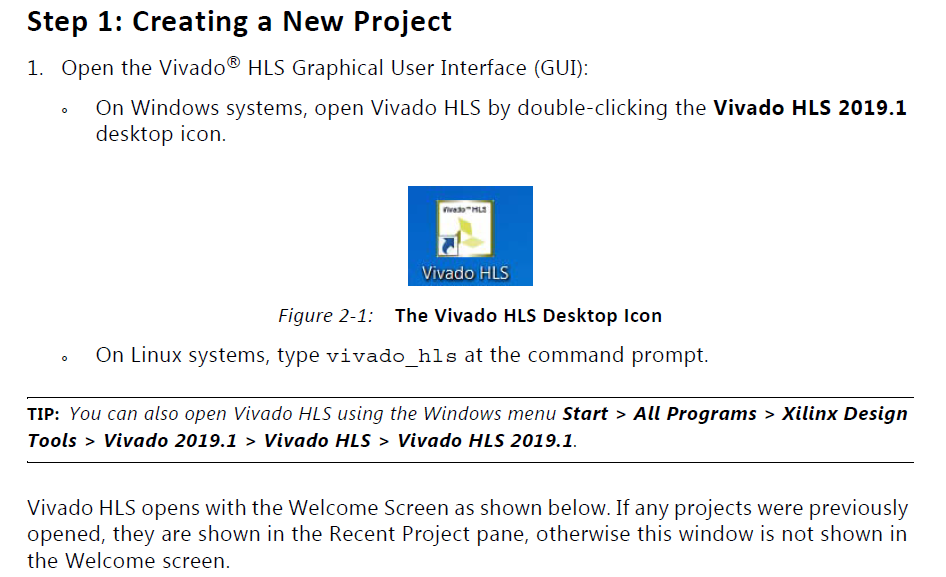 Step 1: Creating a New Project
1. Open the Vivado® HLS Graphical User Interface (GUI):
∘ On Windows systems, open Vivado HLS by double-clicking the Vivado HLS 2019.1
desktop icon.
Vivado™ HLS
Vivado HLS
Figure 2-1: The Vivado HLS Desktop Icon
∘ On Linux systems, type vivado_hls at the command prompt.
TIP: You can also open Vivado HLS using the Windows menu Start > All Programs > Xilinx Design
Tools > Vivado 2019.1 > Vivado HLS > Vivado HLS 2019.1.
Vivado HLS opens with the Welcome Screen as shown below. If any projects were previously
opened, they are shown in the Recent Project pane, otherwise this window is not shown in
the Welcome screen.